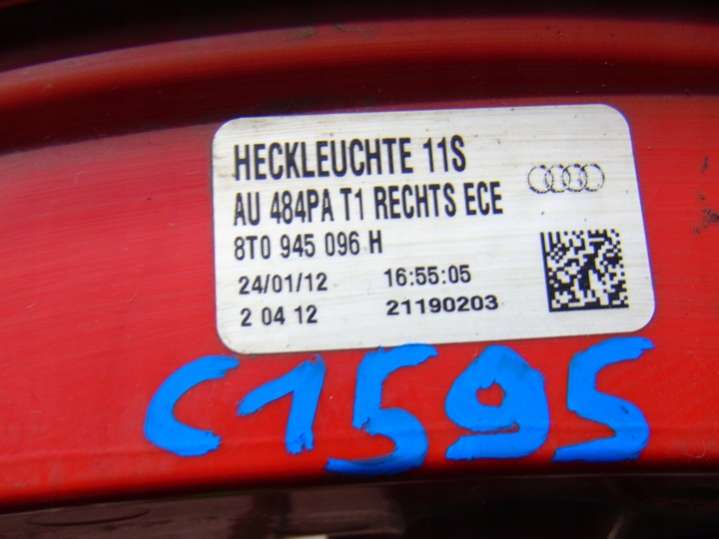 HECKLEUCHTE 11S
AU 484PA T1 RECHTS ECE
8T0 945 096 H
24/01/12 16:55:05
2 04 12 21190203
C1595